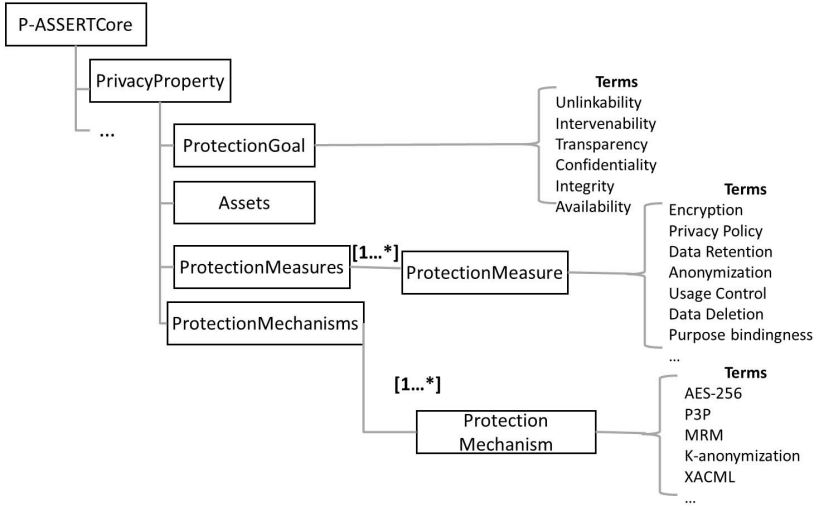 P-ASSERTCore
PrivacyProperty
...
ProtectionGoal
Terms
Unlinkability
Intervenability
Transparency
Confidentiality
Integrity
Availability
Assets
ProtectionMeasures
[1...*]
ProtectionMeasure
Terms
Encryption
Privacy Policy
Data Retention
Anonymization
Usage Control
Data Deletion
Purpose bindingness
...
ProtectionMechanisms
[1...*]
Protection
Mechanism
Terms
AES-256
P3P
MRM
K-anonymization
XACML
...